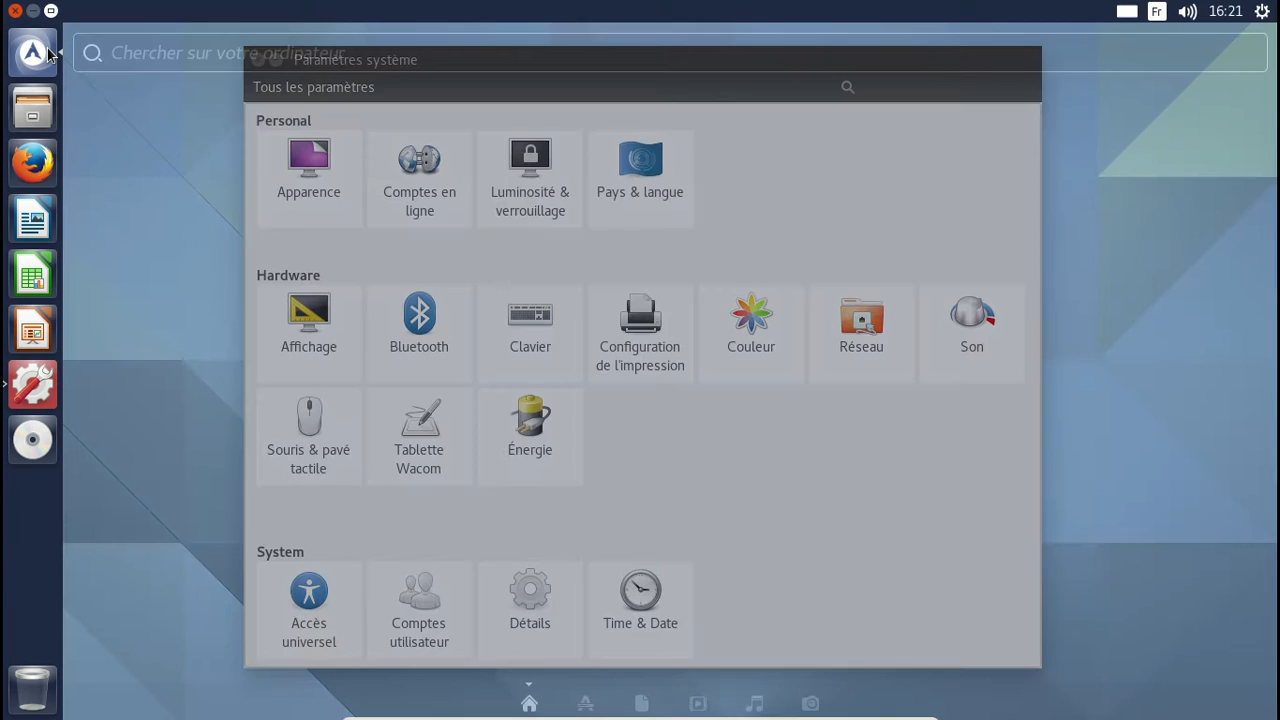 Fr
16:21
Chercher sur votre ordinateur
Paramètres système
Tous les paramètres
Personal
Apparence
Comptes en
ligne
Luminosité &
verrouillage
Pays & langue
Hardware
Affichage
Bluetooth
Clavier
Configuration
de l'impression
Couleur
Réseau
Son
Souris & pavé
tactile
Tablette
Wacom
Énergie
System
Accès
universel
Comptes
utilisateur
Détails
Time & Date